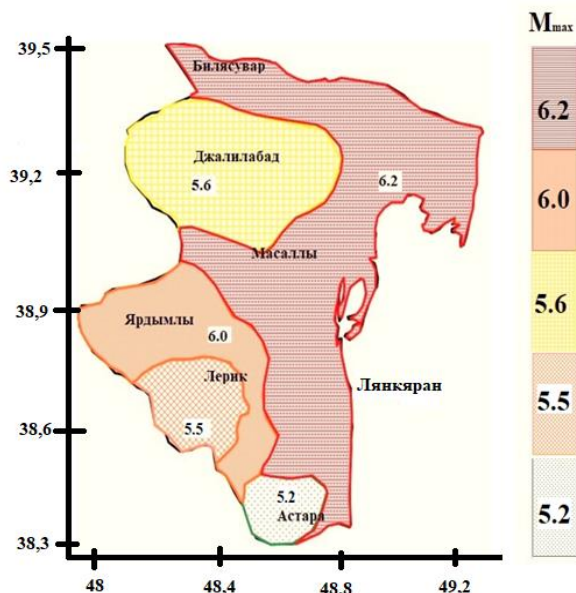 39,5
39,2
38,9
38,6
38,3
Билясувар
Джалилабад
5.6
6.2
Масаллы
Ярдымлы
6.0
Лерик
5.5
Лянкяран
5.2
Астара
48
48,4
48,8
49,2
Mmax
6.2
6.0
5.6
5.5
5.2